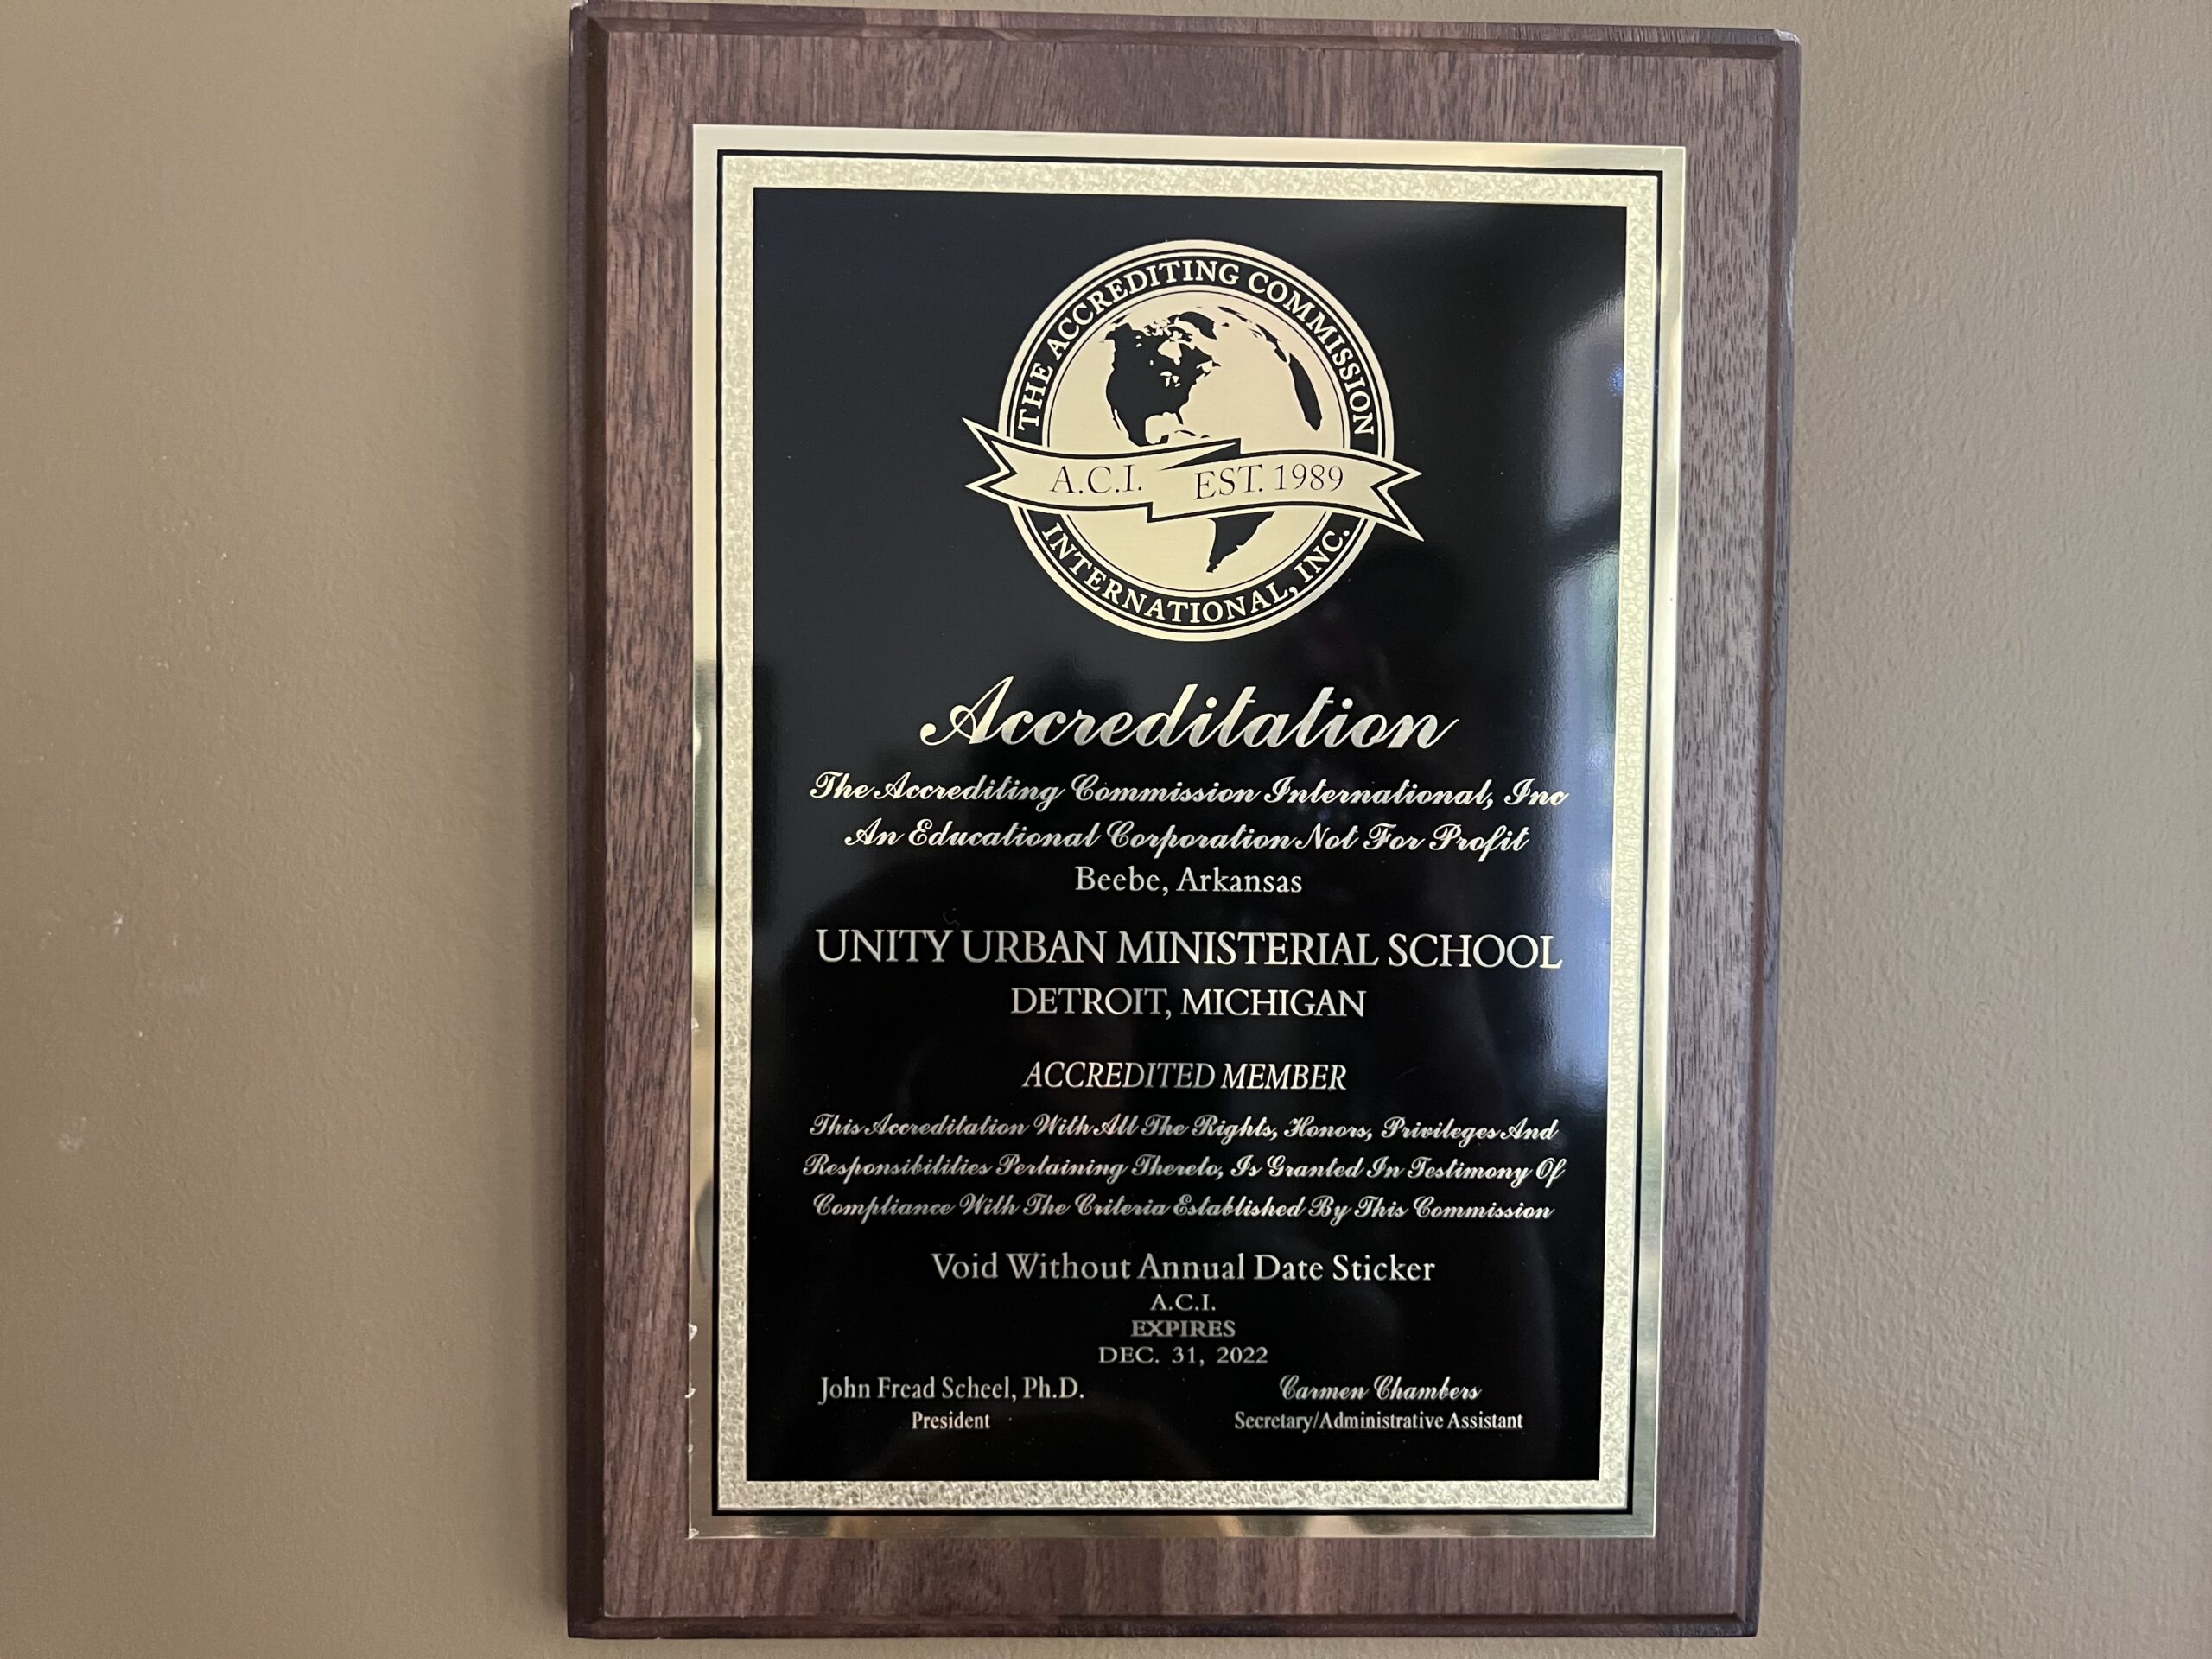 THE ACCREDITING COMMISSION
A.C.I. EST. 1989
INTERNATIONAL, INC.
Accreditation
The Accrediting Commission International, Inc
An Educational Corporation Not For Profit
Beebe, Arkansas
UNITY URBAN MINISTERIAL SCHOOL
DETROIT, MICHIGAN
ACCREDITED MEMBER
This Accreditation With All The Rights, Honors, Privileges And
Responsibilities Pertaining Thereto, Is Granted In Testimony Of
Compliance With The Criteria Established By This Commission
Void Without Annual Date Sticker
A.C.I.
EXPIRES
DEC. 31, 2022
John Fread Scheel, Ph.D. Carmen Chambers
President Secretary/Administrative Assistant